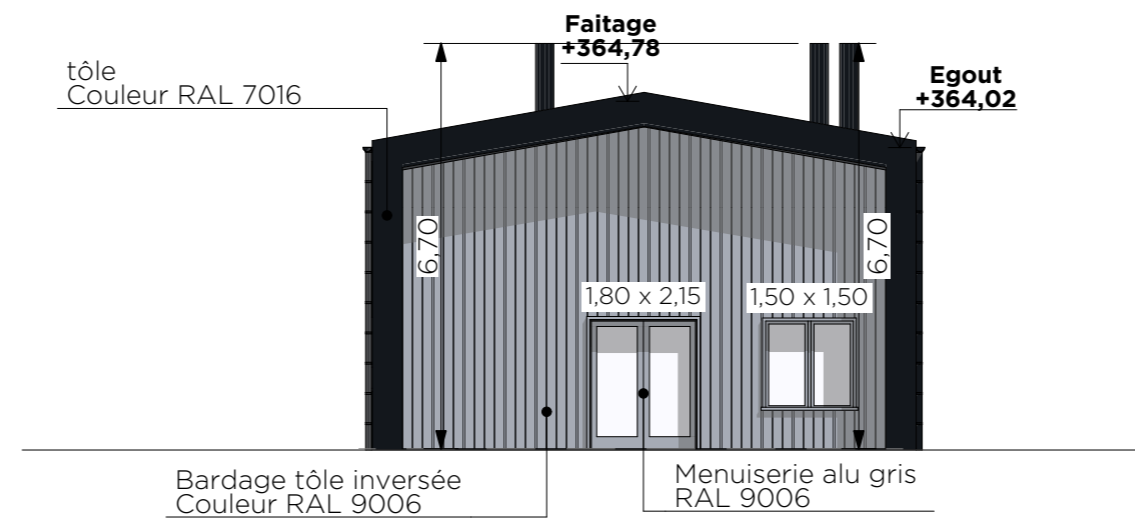 Faitage
+364,78
tôle
Couleur RAL 7016
Egout
+364,02
6,70
6,70
1,80 x 2,15
1,50 x 1,50
Bardage tôle inversée
Couleur RAL 9006
Menuiserie alu gris
RAL 9006